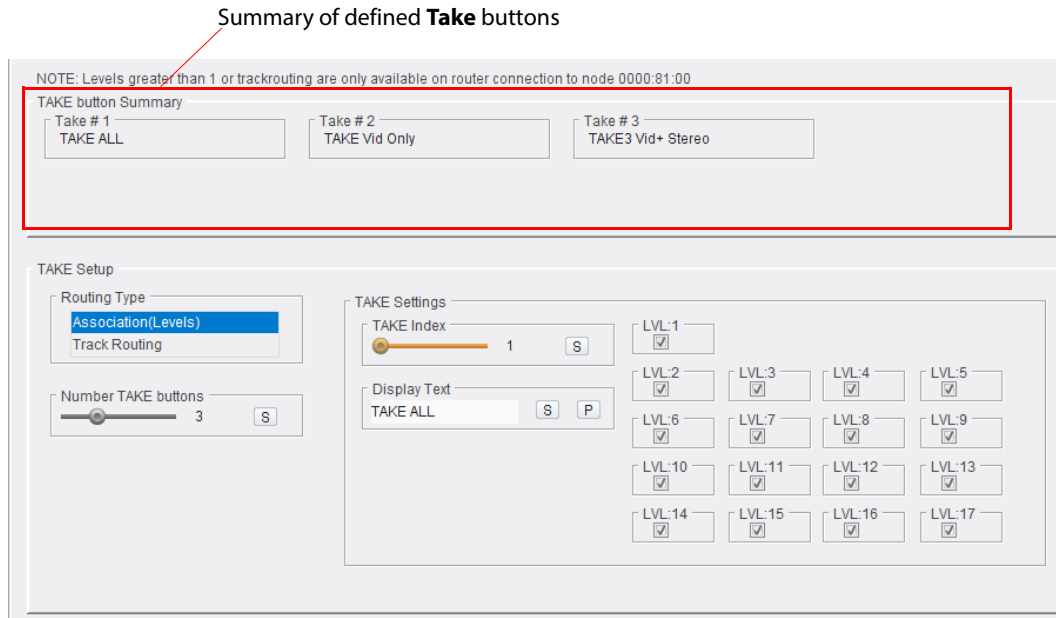 Summary of defined Take buttons
NOTE: Levels greater than 1 or trackrouting are only available on router connection to node 0000:81:00
TAKE button Summary
Take # 1
TAKE ALL
Take # 2
TAKE Vid Only
Take # 3
TAKE3 Vid+ Stereo
TAKE Setup
Routing Type
Association(Levels)
Track Routing
Number TAKE buttons
3 S
TAKE Settings
TAKE Index
1 S
Display Text
TAKE ALL S P
LVL:1
LVL:2 LVL:3 LVL:4 LVL:5
LVL:6 LVL:7 LVL:8 LVL:9
LVL:10 LVL:11 LVL:12 LVL:13
LVL:14 LVL:15 LVL:16 LVL:17